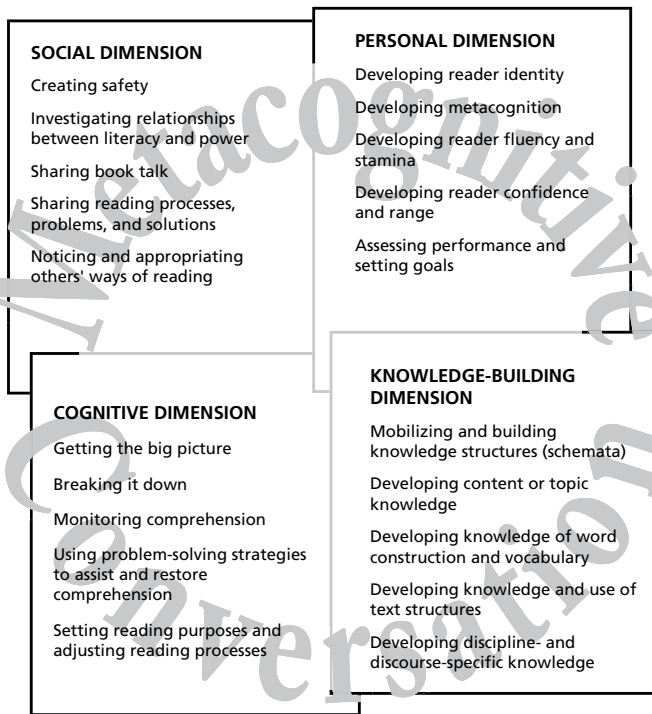 SOCIAL DIMENSION
Creating safety
Investigating relationships
between literacy and power
Sharing book talk
Sharing reading processes,
problems, and solutions
Noticing and appropriating
others' ways of reading
PERSONAL DIMENSION
Developing reader identity
Developing metacognition
Developing reader fluency and
stamina
Developing reader confidence
and range
Assessing performance and
setting goals
Metacognitive
Conversation
COGNITIVE DIMENSION
Getting the big picture
Breaking it down
Monitoring comprehension
Using problem-solving strategies
to assist and restore
comprehension
Setting reading purposes and
adjusting reading processes
KNOWLEDGE-BUILDING
DIMENSION
Mobilizing and building
knowledge structures (schemata)
Developing content or topic
knowledge
Developing knowledge of word
construction and vocabulary
Developing knowledge and use of
text structures
Developing discipline- and
discourse-specific knowledge